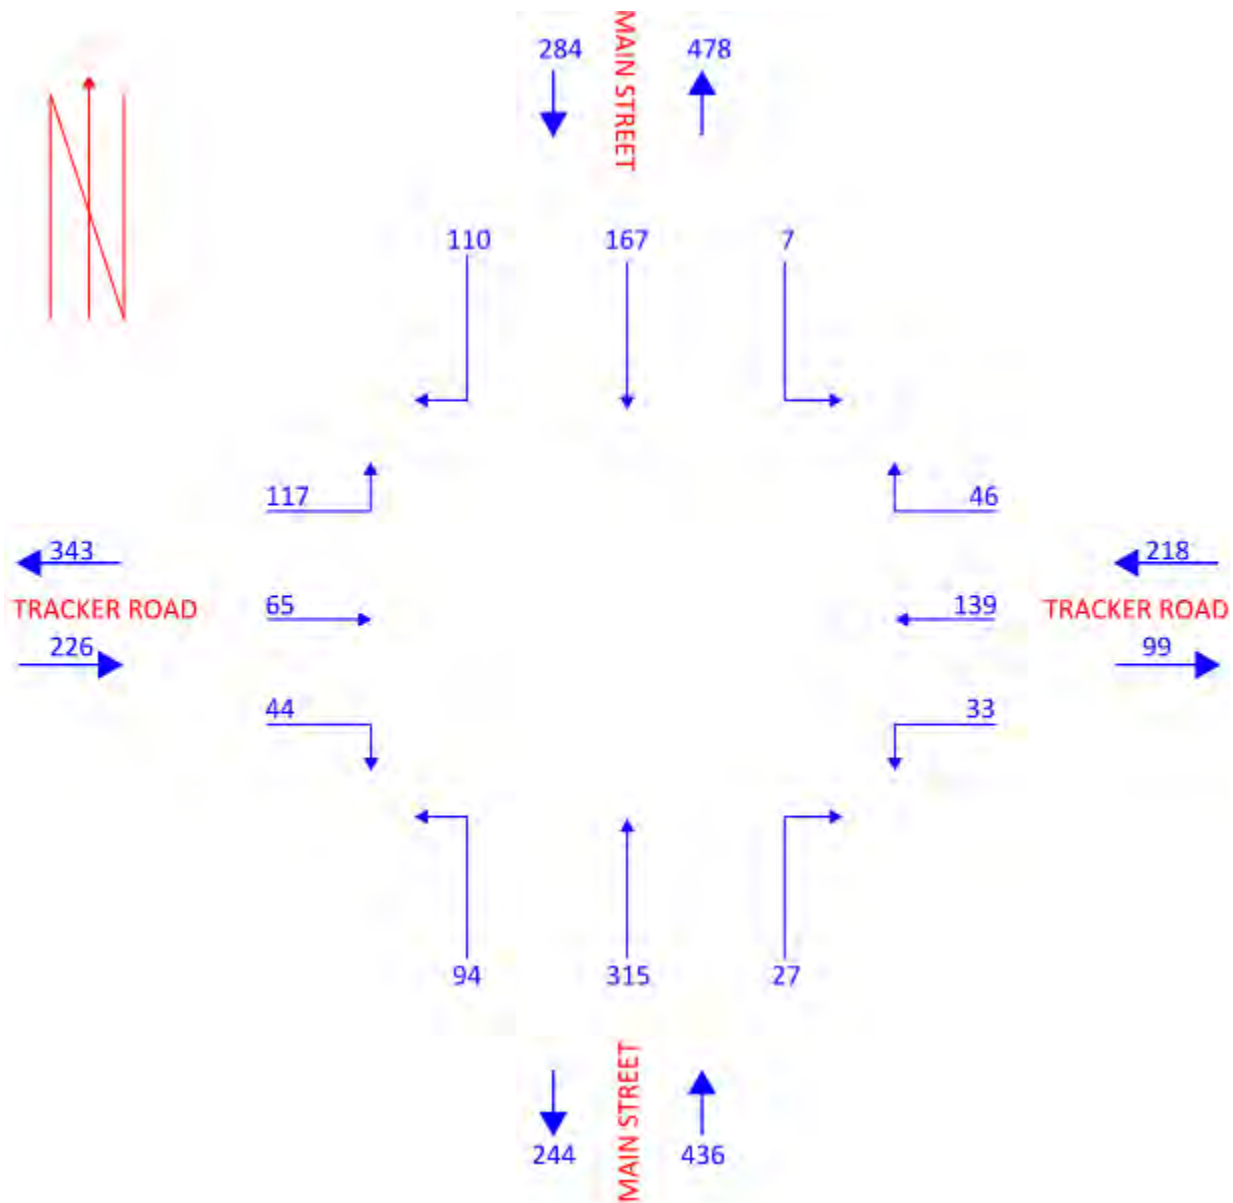 284 478
MAIN STREET
110 167 7
117 46
343 218
TRACKER ROAD 65 139 TRACKER ROAD
226 99
44 33
94 315 27
MAIN STREET
244 436